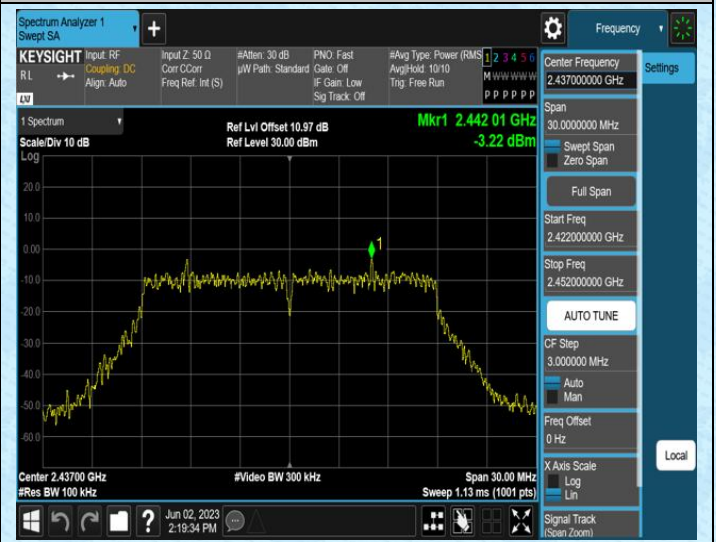 Spectrum Analyzer 1
Swept SA
+
Frequency
KEYSIGHT
RL
LXI
Input: RF
Coupling: DC
Align: Auto
Input Z: 50 Ω
Corr CCorr
Freq Ref: Int (S)
#Atten: 30 dB
µW Path: Standard
PNO: Fast
Gate: Off
IF Gain: Low
Sig Track: Off
#Avg Type: Power (RMS
Avg|Hold: 10/10
Trig: Free Run
1 2 3 4 5 6
M W W W W W
P P P P P P
1 Spectrum
Scale/Div 10 dB
Log
Ref Lvl Offset 10.97 dB
Ref Level 30.00 dBm
Mkr1 2.442 01 GHz
-3.22 dBm
20.0
10.0
0.00
-10.0
-20.0
-30.0
-40.0
-50.0
-60.0
1
Center 2.43700 GHz
#Res BW 100 kHz
#Video BW 300 kHz
Span 30.00 MHz
Sweep 1.13 ms (1001 pts)
Jun 02, 2023
2:19:34 PM
?
Center Frequency
2.437000000 GHz
Settings
Span
30.0000000 MHz
Swept Span
Zero Span
Full Span
Start Freq
2.422000000 GHz
Stop Freq
2.452000000 GHz
AUTO TUNE
CF Step
3.000000 MHz
Auto
Man
Freq Offset
0 Hz
X Axis Scale
Log
Lin
Local
Signal Track
(Span Zoom)